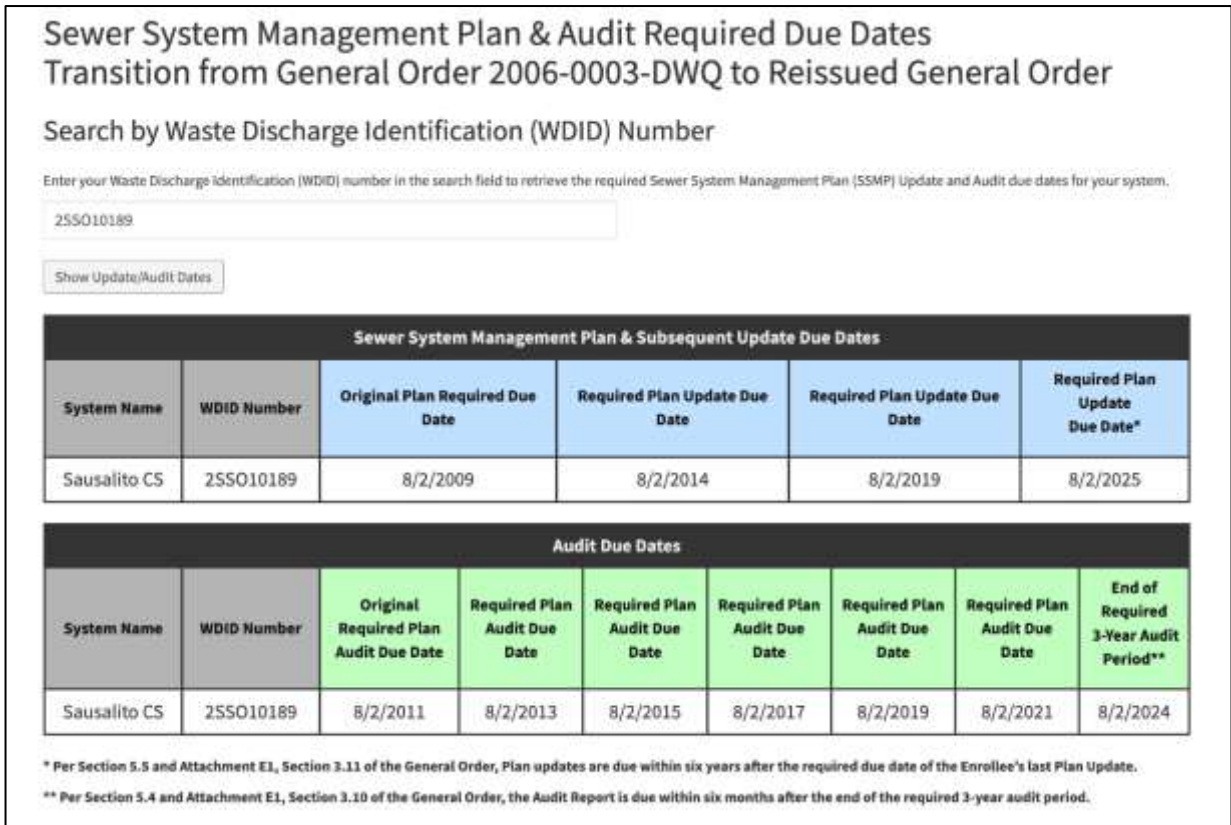 Sewer System Management Plan & Audit Required Due Dates
Transition from General Order 2006-0003-DWQ to Reissued General Order
Search by Waste Discharge Identification (WDID) Number
Enter your Waste Discharge Identification (WDID) number in the search field to retrieve the required Sewer System Management Plan (SSMP) Update and Audit due dates for your system.
2SSO10189
Show Update/Audit Dates
Sewer System Management Plan & Subsequent Update Due Dates
System Name WDID Number Original Plan Required Due Date Required Plan Update Due Date Required Plan Update Due Date Required Plan Update Due Date*
Sausalito CS 2SSO10189 8/2/2009 8/2/2014 8/2/2019 8/2/2025
Audit Due Dates
System Name WDID Number Original Required Plan Audit Due Date Required Plan Audit Due Date Required Plan Audit Due Date Required Plan Audit Due Date Required Plan Audit Due Date Required Plan Audit Due Date End of Required 3-Year Audit Period**
Sausalito CS 2SSO10189 8/2/2011 8/2/2013 8/2/2015 8/2/2017 8/2/2019 8/2/2021 8/2/2024
* Per Section 5.5 and Attachment E1, Section 3.11 of the General Order, Plan updates are due within six years after the required due date of the Enrollee's last Plan Update.
** Per Section 5.4 and Attachment E1, Section 3.10 of the General Order, the Audit Report is due within six months after the end of the required 3-year audit period.